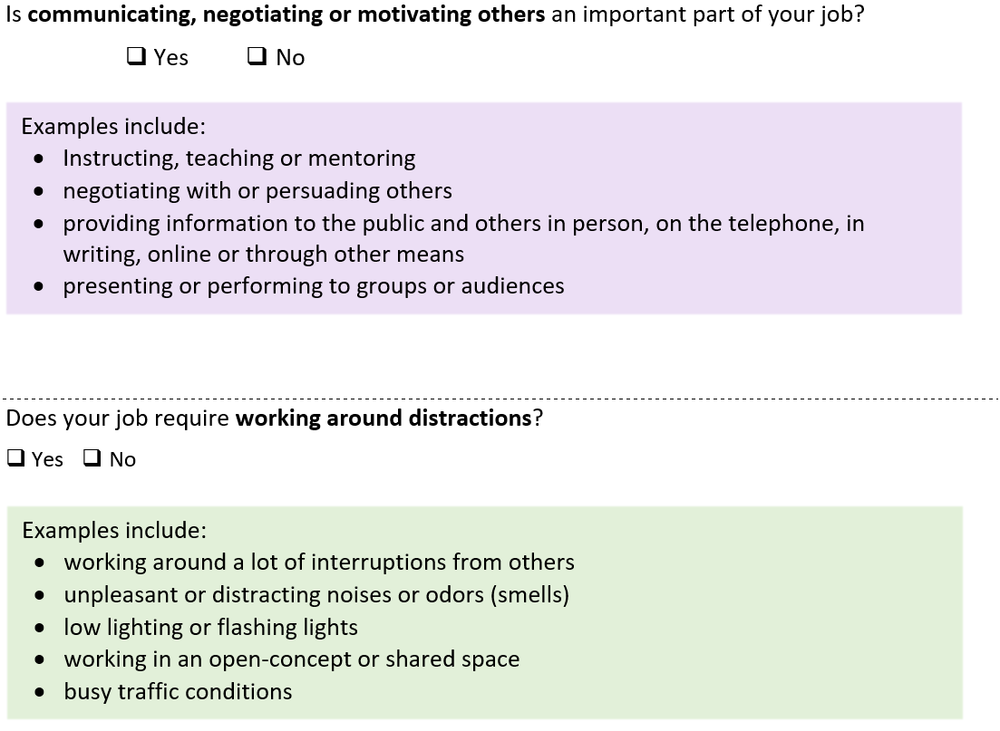 Is communicating, negotiating or motivating others an important part of your job?
❑ Yes ❑ No
Examples include:
• Instructing, teaching or mentoring
• negotiating with or persuading others
• providing information to the public and others in person, on the telephone, in
writing, online or through other means
• presenting or performing to groups or audiences
Does your job require working around distractions?
❑ Yes ❑ No
Examples include:
• working around a lot of interruptions from others
• unpleasant or distracting noises or odors (smells)
• low lighting or flashing lights
• working in an open-concept or shared space
• busy traffic conditions